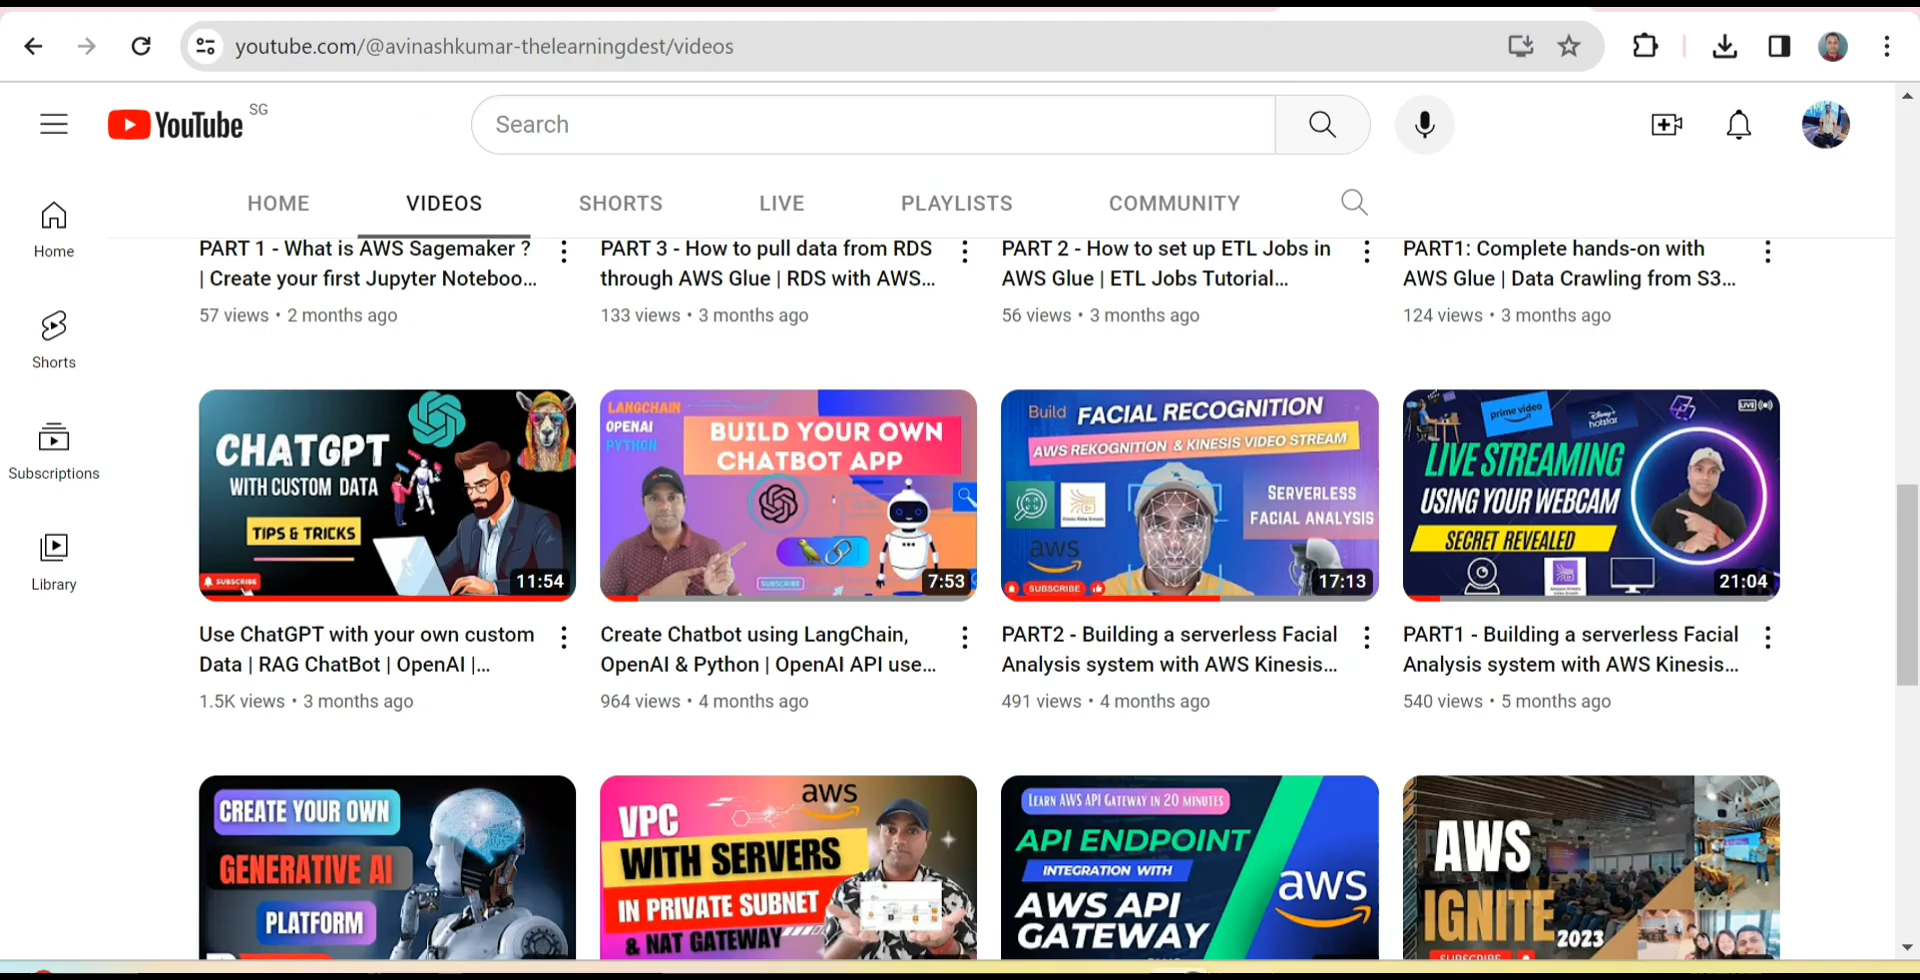 youtube.com/@avinashkumar-thelearningdest/videos
YouTube SG
Search
HOME
VIDEOS
SHORTS
LIVE
PLAYLISTS
COMMUNITY
Home
Shorts
Subscriptions
Library
PART 1 - What is AWS Sagemaker ?
| Create your first Jupyter Noteboo...
57 views • 2 months ago
PART 3 - How to pull data from RDS
through AWS Glue | RDS with AWS...
133 views • 3 months ago
PART 2 - How to set up ETL Jobs in
AWS Glue | ETL Jobs Tutorial...
56 views • 3 months ago
PART1: Complete hands-on with
AWS Glue | Data Crawling from S3...
124 views • 3 months ago
CHATGPT
WITH CUSTOM DATA
TIPS & TRICKS
SUBSCRIBE
11:54
LANGCHAIN
OPENAI
PYTHON
BUILD YOUR OWN
CHATBOT APP
SUBSCRIBE
7:53
Build FACIAL RECOGNITION
AWS REKOGNITION & KINESIS VIDEO STREAM
SERVERLESS
FACIAL ANALYSIS
aws
SUBSCRIBE
17:13
prime video
Disney+
hotstar
LIVE
LIVE STREAMING
USING YOUR WEBCAM
SECRET REVEALED
21:04
Use ChatGPT with your own custom
Data | RAG ChatBot | OpenAI |...
1.5K views • 3 months ago
Create Chatbot using LangChain,
OpenAI & Python | OpenAI API use...
964 views • 4 months ago
PART2 - Building a serverless Facial
Analysis system with AWS Kinesis...
491 views • 4 months ago
PART1 - Building a serverless Facial
Analysis system with AWS Kinesis...
540 views • 5 months ago
CREATE YOUR OWN
GENERATIVE AI
PLATFORM
aws
VPC
WITH SERVERS
IN PRIVATE SUBNET
& NAT GATEWAY
LEARN AWS API GATEWAY IN 20 MINUTES
API ENDPOINT
INTEGRATION WITH
AWS API
GATEWAY
aws
AWS
IGNITE
2023
SUBSCRIBE